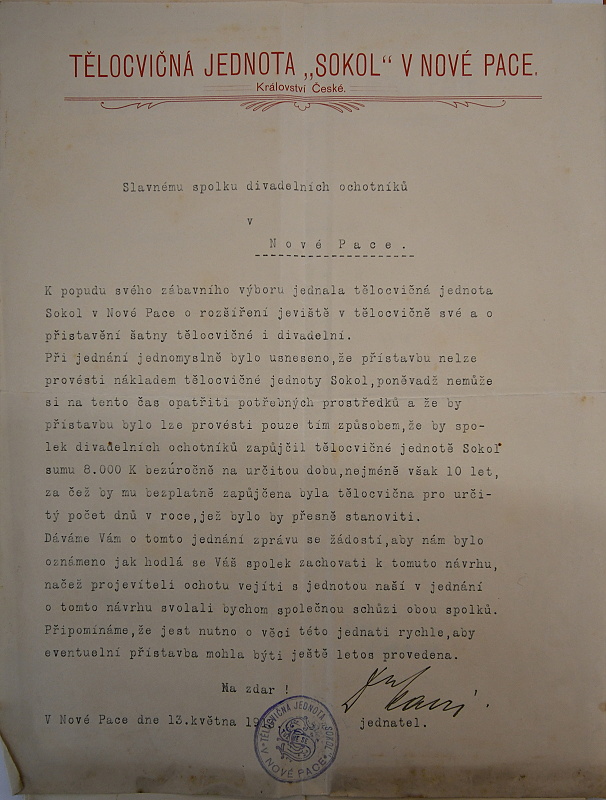 TĚLOCVIČNÁ JEDNOTA „SOKOL“ V NOVÉ PACE.
Království České.
Slavnému spolku divadelních ochotníků
v
Nové Pace.
K popudu svého zábavního výboru jednala tělocvičná jednota
Sokol v Nové Pace o rozšíření jeviště v tělocvičně své a o
přistavění šatny tělocvičné i divadelní.
Při jednání jednomyslně bylo usneseno,že přístavbu nelze
provésti nákladem tělocvičné jednoty Sokol,poněvadž nemůže
si na tento čas opatřiti potřebných prostředků a že by
přístavbu bylo lze provésti pouze tím způsobem,že by spo-
lek divadelních ochotníků zapůjčil tělocvičné jednotě Sokol
sumu 8.000 K bezúročně na určitou dobu,nejméně však 10 let,
za čež by mu bezplatně zapůjčena byla tělocvična pro urči-
tý počet dnů v roce,jež bylo by přesně stanoviti.
Dáváme Vám o tomto jednání zprávu se žádostí,aby nám bylo
oznámeno jak hodlá se Váš spolek zachovati k tomuto návrhu,
načež projevíteli ochotu vejíti s jednotou naší v jednání
o tomto návrhu svolali bychom společnou schůzi obou spolků.
Připomínáme,že jest nutno o věci této jednati rychle,aby
eventuelní přístavba mohla býti ještě letos provedena.
Na zdar !
V Nové Pace dne 13.května 19
jednatel.
TĚLOCVIČNÁ JEDNOTA „SOKOL“
V NOVÉ PACE